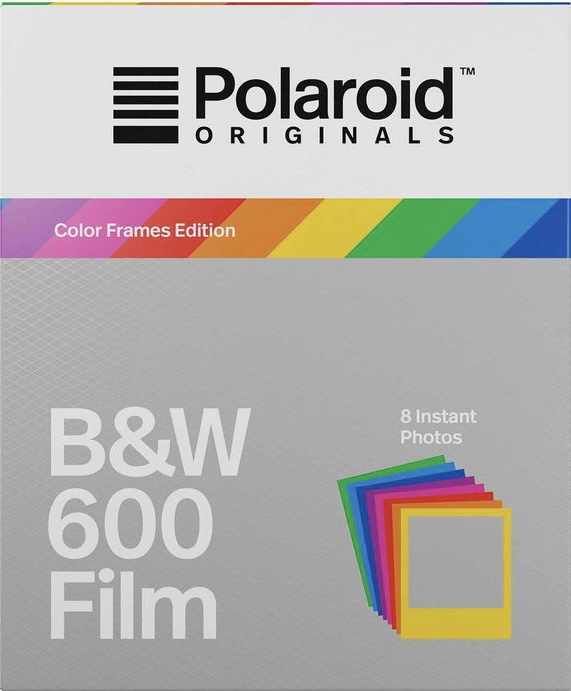 Polaroid™
ORIGINALS
Color Frames Edition
8 Instant
Photos
B&W
600
Film